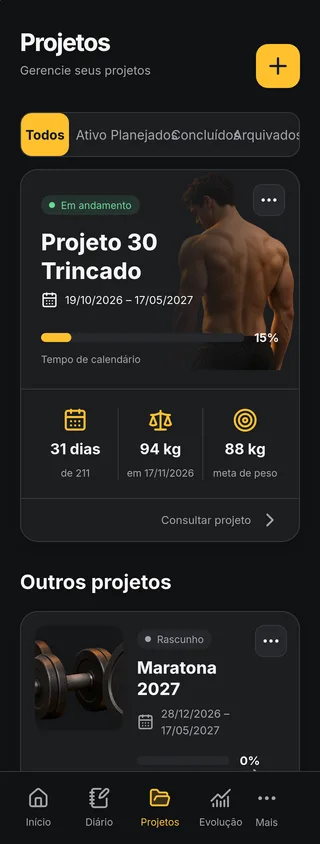 Projetos
Gerencie seus projetos
Todos Ativo Planejados Concluídos Arquivados
Em andamento
Projeto 30
Trincado
19/10/2026 – 17/05/2027
15%
Tempo de calendário
31 dias 94 kg 88 kg
de 211 em 17/11/2026 meta de peso
Consultar projeto
Outros projetos
Rascunho
Maratona
2027
28/12/2026 –
17/05/2027
0%
Início Diário Projetos Evolução Mais